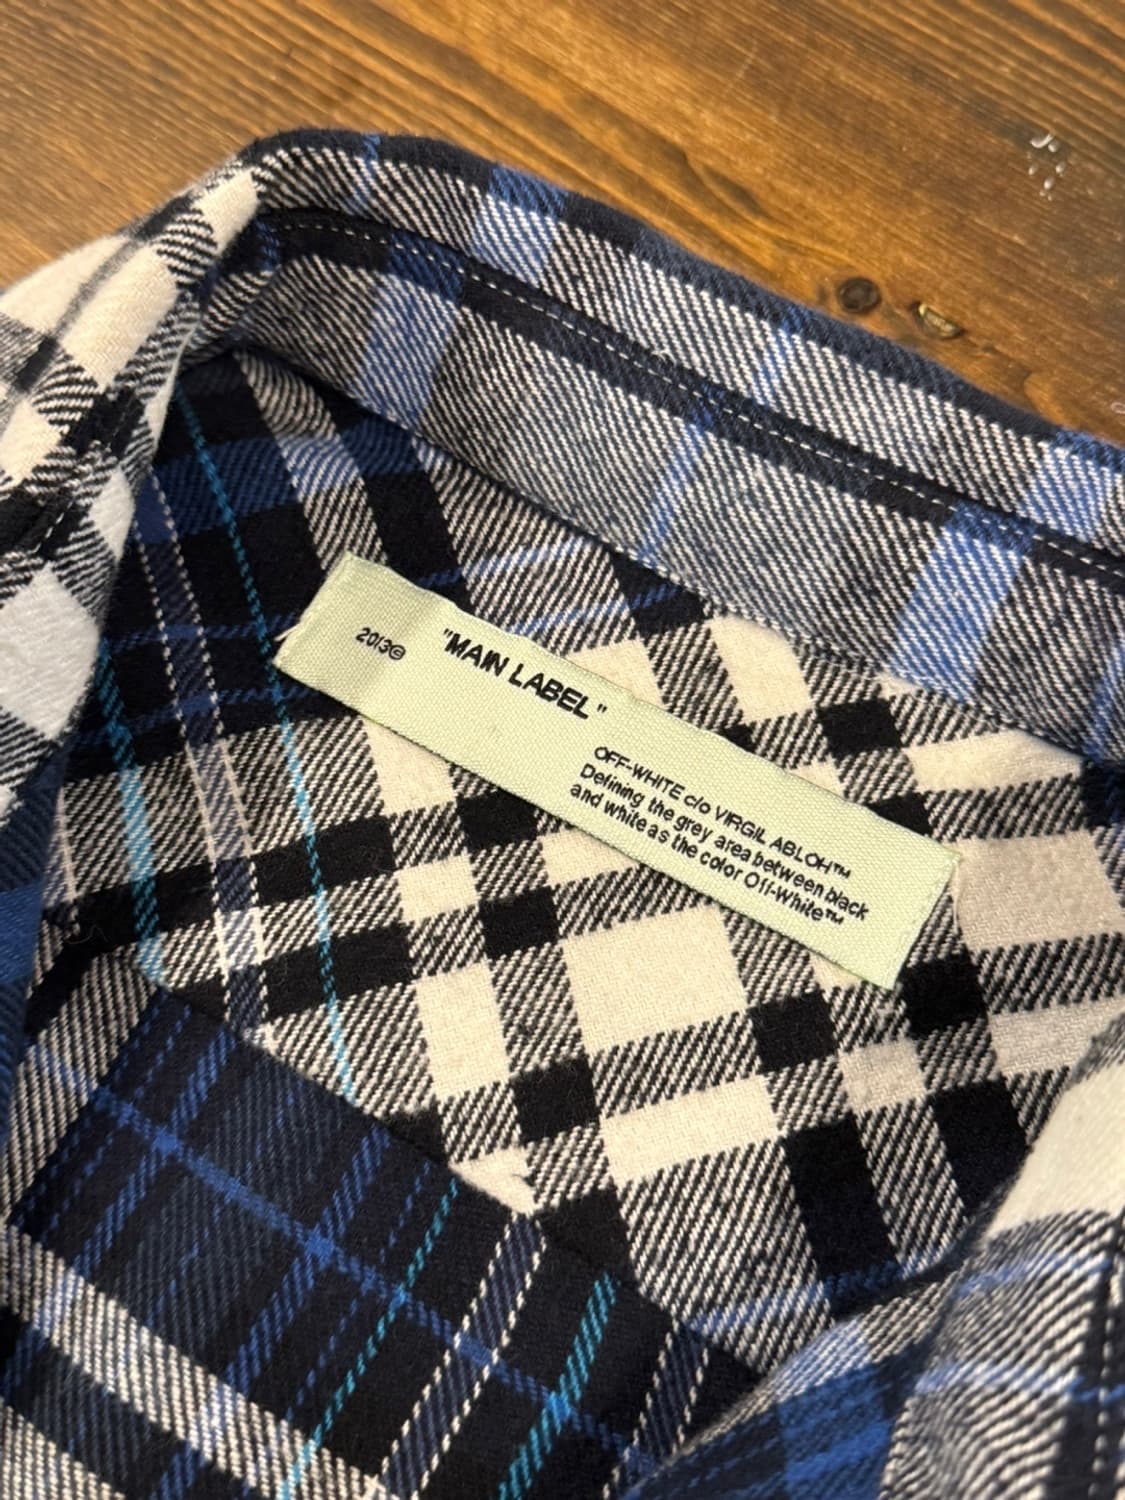 2013©
"MAIN LABEL"
OFF-WHITE c/o VIRGIL ABLOH™
Defining the grey area between black
and white as the color Off-White™